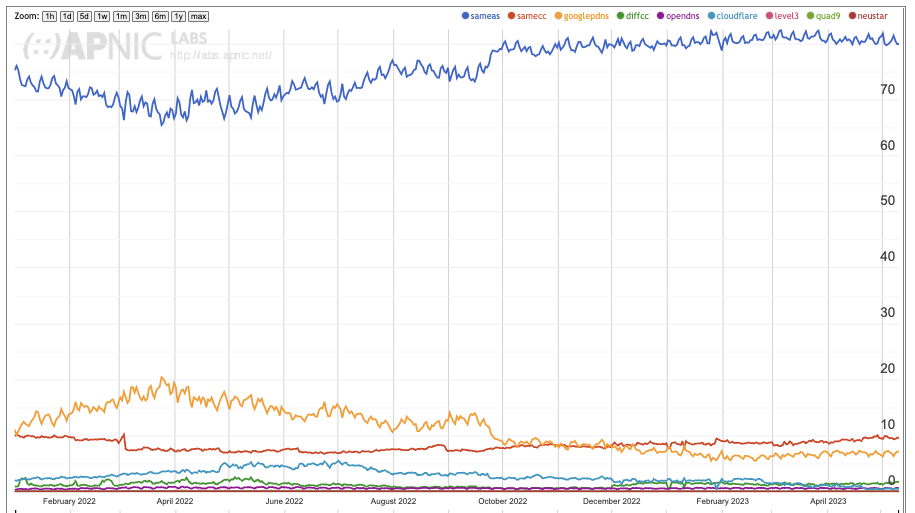 Zoom: 1h 1d 5d 1w 1m 3m 6m 1y max
sameas samecc googlepdns diffcc opendns cloudflare level3 quad9 neustar
(::) APNIC LABS
http://labs.apnic.net/
70
60
50
40
30
20
10
0
February 2022 April 2022 June 2022 August 2022 October 2022 December 2022 February 2023 April 2023